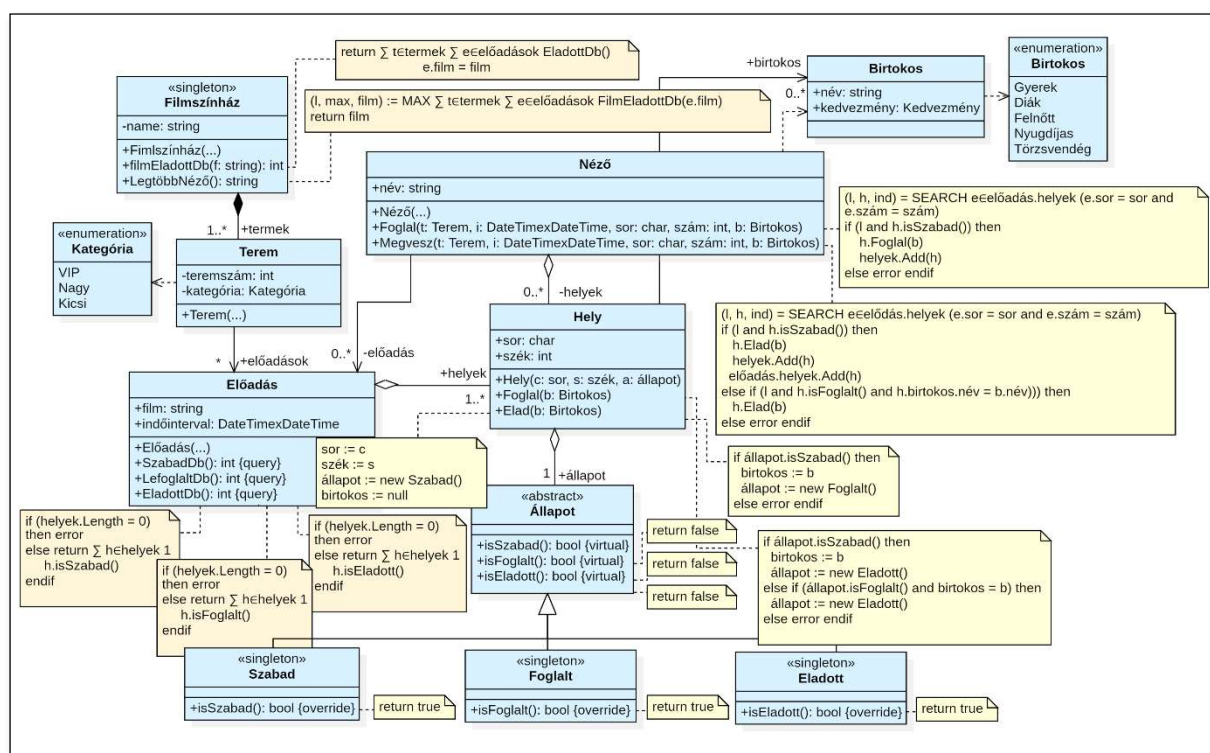 return ∑ t∈termek ∑ e∈előadások EladottDb()
e.film = film
«singleton»
Filmszínház
-name: string
+Fimlszínház(...)
+filmEladottDb(f: string): int
+LegtöbbNéző(): string
(l, max, film) := MAX ∑ t∈termek ∑ e∈előadások FilmEladottDb(e.film)
return film
+birtokos
0..*
Birtokos
+név: string
+kedvezmény: Kedvezmény
«enumeration»
Birtokos
Gyerek
Diák
Felnőtt
Nyugdíjas
Törzsvendég
Néző
+név: string
+Néző(...)
+Foglal(t: Terem, i: DateTimexDateTime, sor: char, szám: int, b: Birtokos)
+Megvesz(t: Terem, i: DateTimexDateTime, sor: char, szám: int, b: Birtokos)
(l, h, ind) = SEARCH e∈előadás.helyek (e.sor = sor and
e.szám = szám)
if (l and h.isSzabad()) then
h.Foglal(b)
helyek.Add(h)
else error endif
1..*
+termek
«enumeration»
Kategória
VIP
Nagy
Kicsi
Terem
-teremszám: int
-kategória: Kategória
+Terem(...)
0..*
-helyek
Hely
+sor: char
+szék: int
+Hely(c: sor, s: szék, a: állapot)
+Foglal(b: Birtokos)
+Elad(b: Birtokos)
(l, h, ind) = SEARCH e∈elődás.helyek (e.sor = sor and e.szám = szám)
if (l and h.isSzabad()) then
h.Elad(b)
helyek.Add(h)
előadás.helyek.Add(h)
else if (l and h.isFoglalt() and h.birtokos.név = b.név))) then
h.Elad(b)
else error endif
*
+előadások
0..*
-előadás
+helyek
1..*
Előadás
+film: string
+indőinterval: DateTimexDateTime
+Előadás(...)
+SzabadDb(): int {query}
+LefoglaltDb(): int {query}
+EladottDb(): int {query}
sor := c
szék := s
állapot := new Szabad()
birtokos := null
1
+állapot
if állapot.isSzabad() then
birtokos := b
állapot := new Foglalt()
else error endif
«abstract»
Állapot
+isSzabad(): bool {virtual}
+isFoglalt(): bool {virtual}
+isEladott(): bool {virtual}
return false
return false
return false
if (helyek.Length = 0)
then error
else return ∑ h∈helyek 1
h.isSzabad()
endif
if (helyek.Length = 0)
then error
else return ∑ h∈helyek 1
h.isFoglalt()
endif
if (helyek.Length = 0)
then error
else return ∑ h∈helyek 1
h.isEladott()
endif
if állapot.isSzabad() then
birtokos := b
állapot := new Eladott()
else if (állapot.isFoglalt() and birtokos = b) then
állapot := new Eladott()
else error endif
«singleton»
Szabad
+isSzabad(): bool {override}
return true
«singleton»
Foglalt
+isFoglalt(): bool {override}
return true
«singleton»
Eladott
+isEladott(): bool {override}
return true